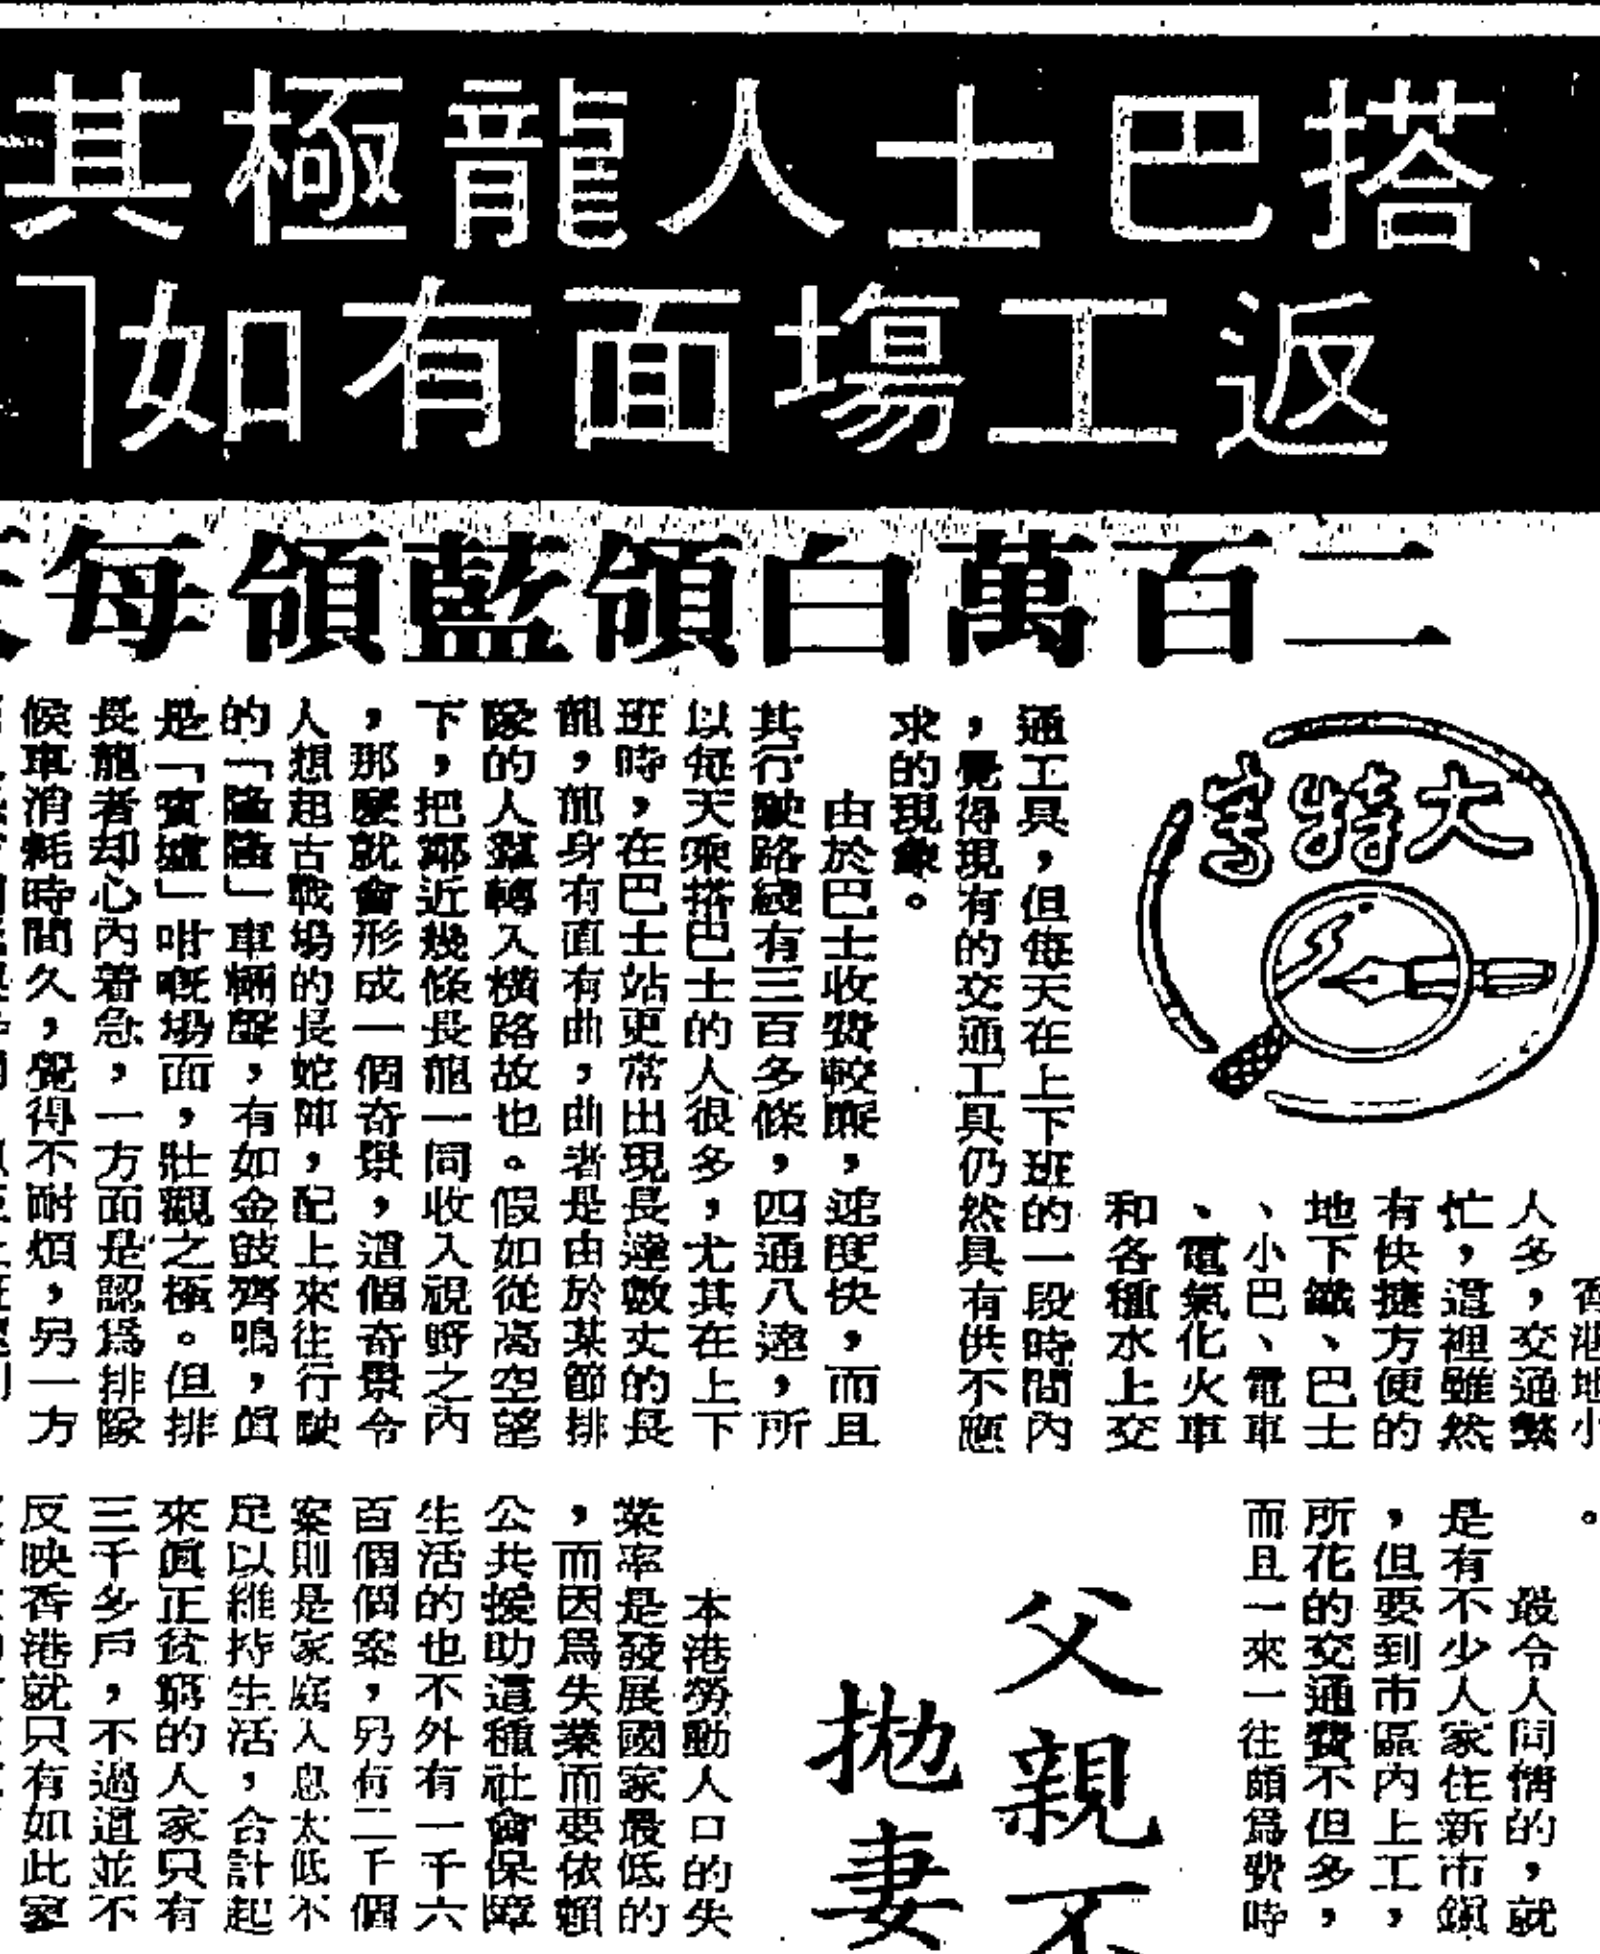 搭巴士人龍極其
返工塲面有如
二百萬白領藍領每
大特寫
香港地小
人多，交通繁
忙，這裡雖然
有快捷方便的
地下鐵、巴士
、小巴、電車
、電氣化火車
和各種水上交
通工具，但每天在上下班的一段時間內
，覺得現有的交通工具仍然具有供不應
求的現象。
由於巴士收費較廉，速度快，而且
其行駛路綫有三百多條，四通八達，所
以每天乘搭巴士的人很多，尤其在上下
班時，在巴士站更常出現長達數丈的長
龍，龍身有直有曲，曲者是由於某節排
隊的人羣轉入橫路故也。假如從高空望
下，把鄰近幾條長龍一同收入視野之內
，那麼就會形成一個奇景，這個奇景令
人想起古戰塲的長蛇陣，配上來往行駛
的「隆隆」車輛聲，有如金鼓齊鳴，眞
是「賓墟」咁嘅塲面，壯觀之極。但排
長龍者却心內着急，一方面是認爲排隊
候車消耗時間久，覺得不耐煩，另一方
。
最令人同情的，就
是有不少人家住新市鎭
，但要到市區內上工，
所花的交通費不但多，
而且一來一往頗爲費時
父親不
拋妻
本港勞動人口的失
業率是發展國家最低的
，而因爲失業而要依賴
公共援助這種社會保障
生活的也不外有一千六
百個個案，另有二千個
案則是家庭入息太低不
足以維持生活，合計起
來眞正貧窮的人家只有
三千多戶，不過這並不
反映香港就只有如此家